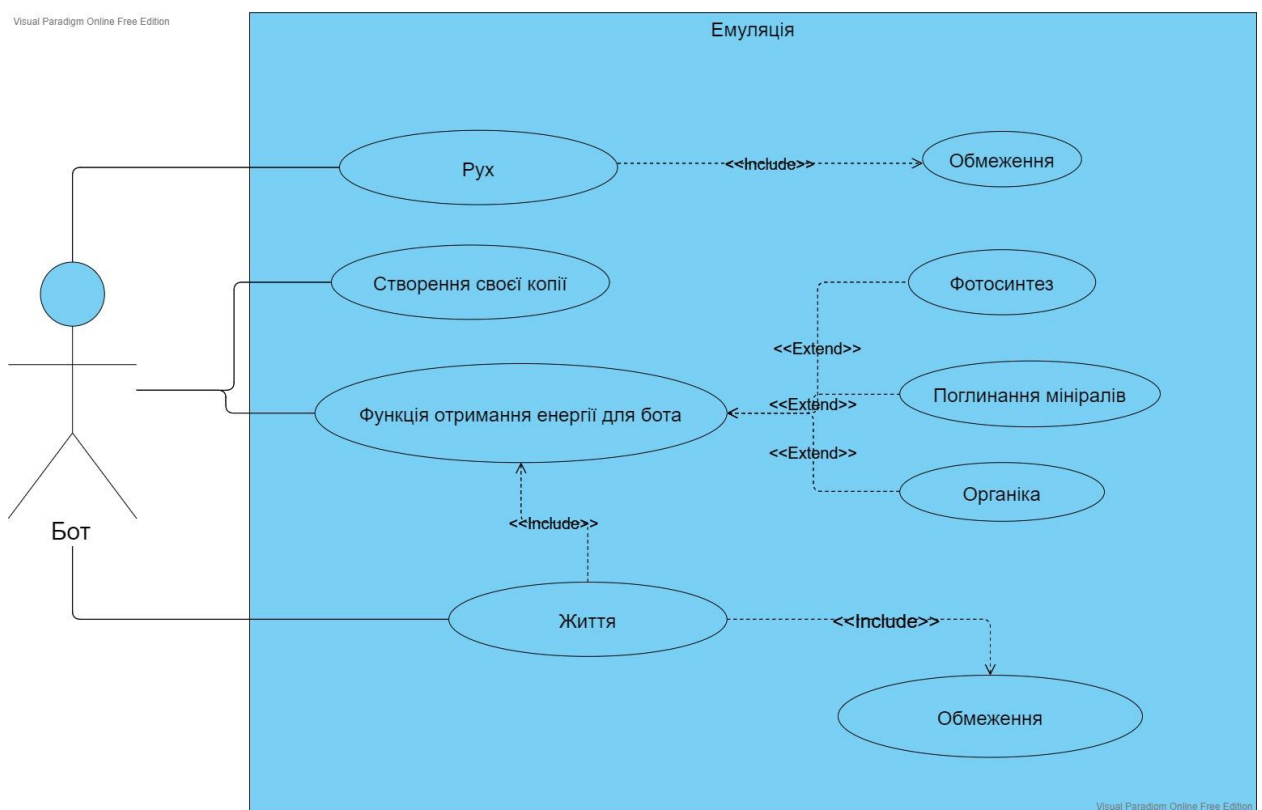 Visual Paradigm Online Free Edition
Емуляція
Рух
<<Include>>
Обмеження
Створення своєї копії
Фотосинтез
<<Extend>>
Функція отримання енергії для бота
<<Extend>>
Поглинання мініралів
<<Extend>>
Органіка
Бот
<<Include>>
Життя
<<Include>>
Обмеження
Visual Paradigm Online Free Edition